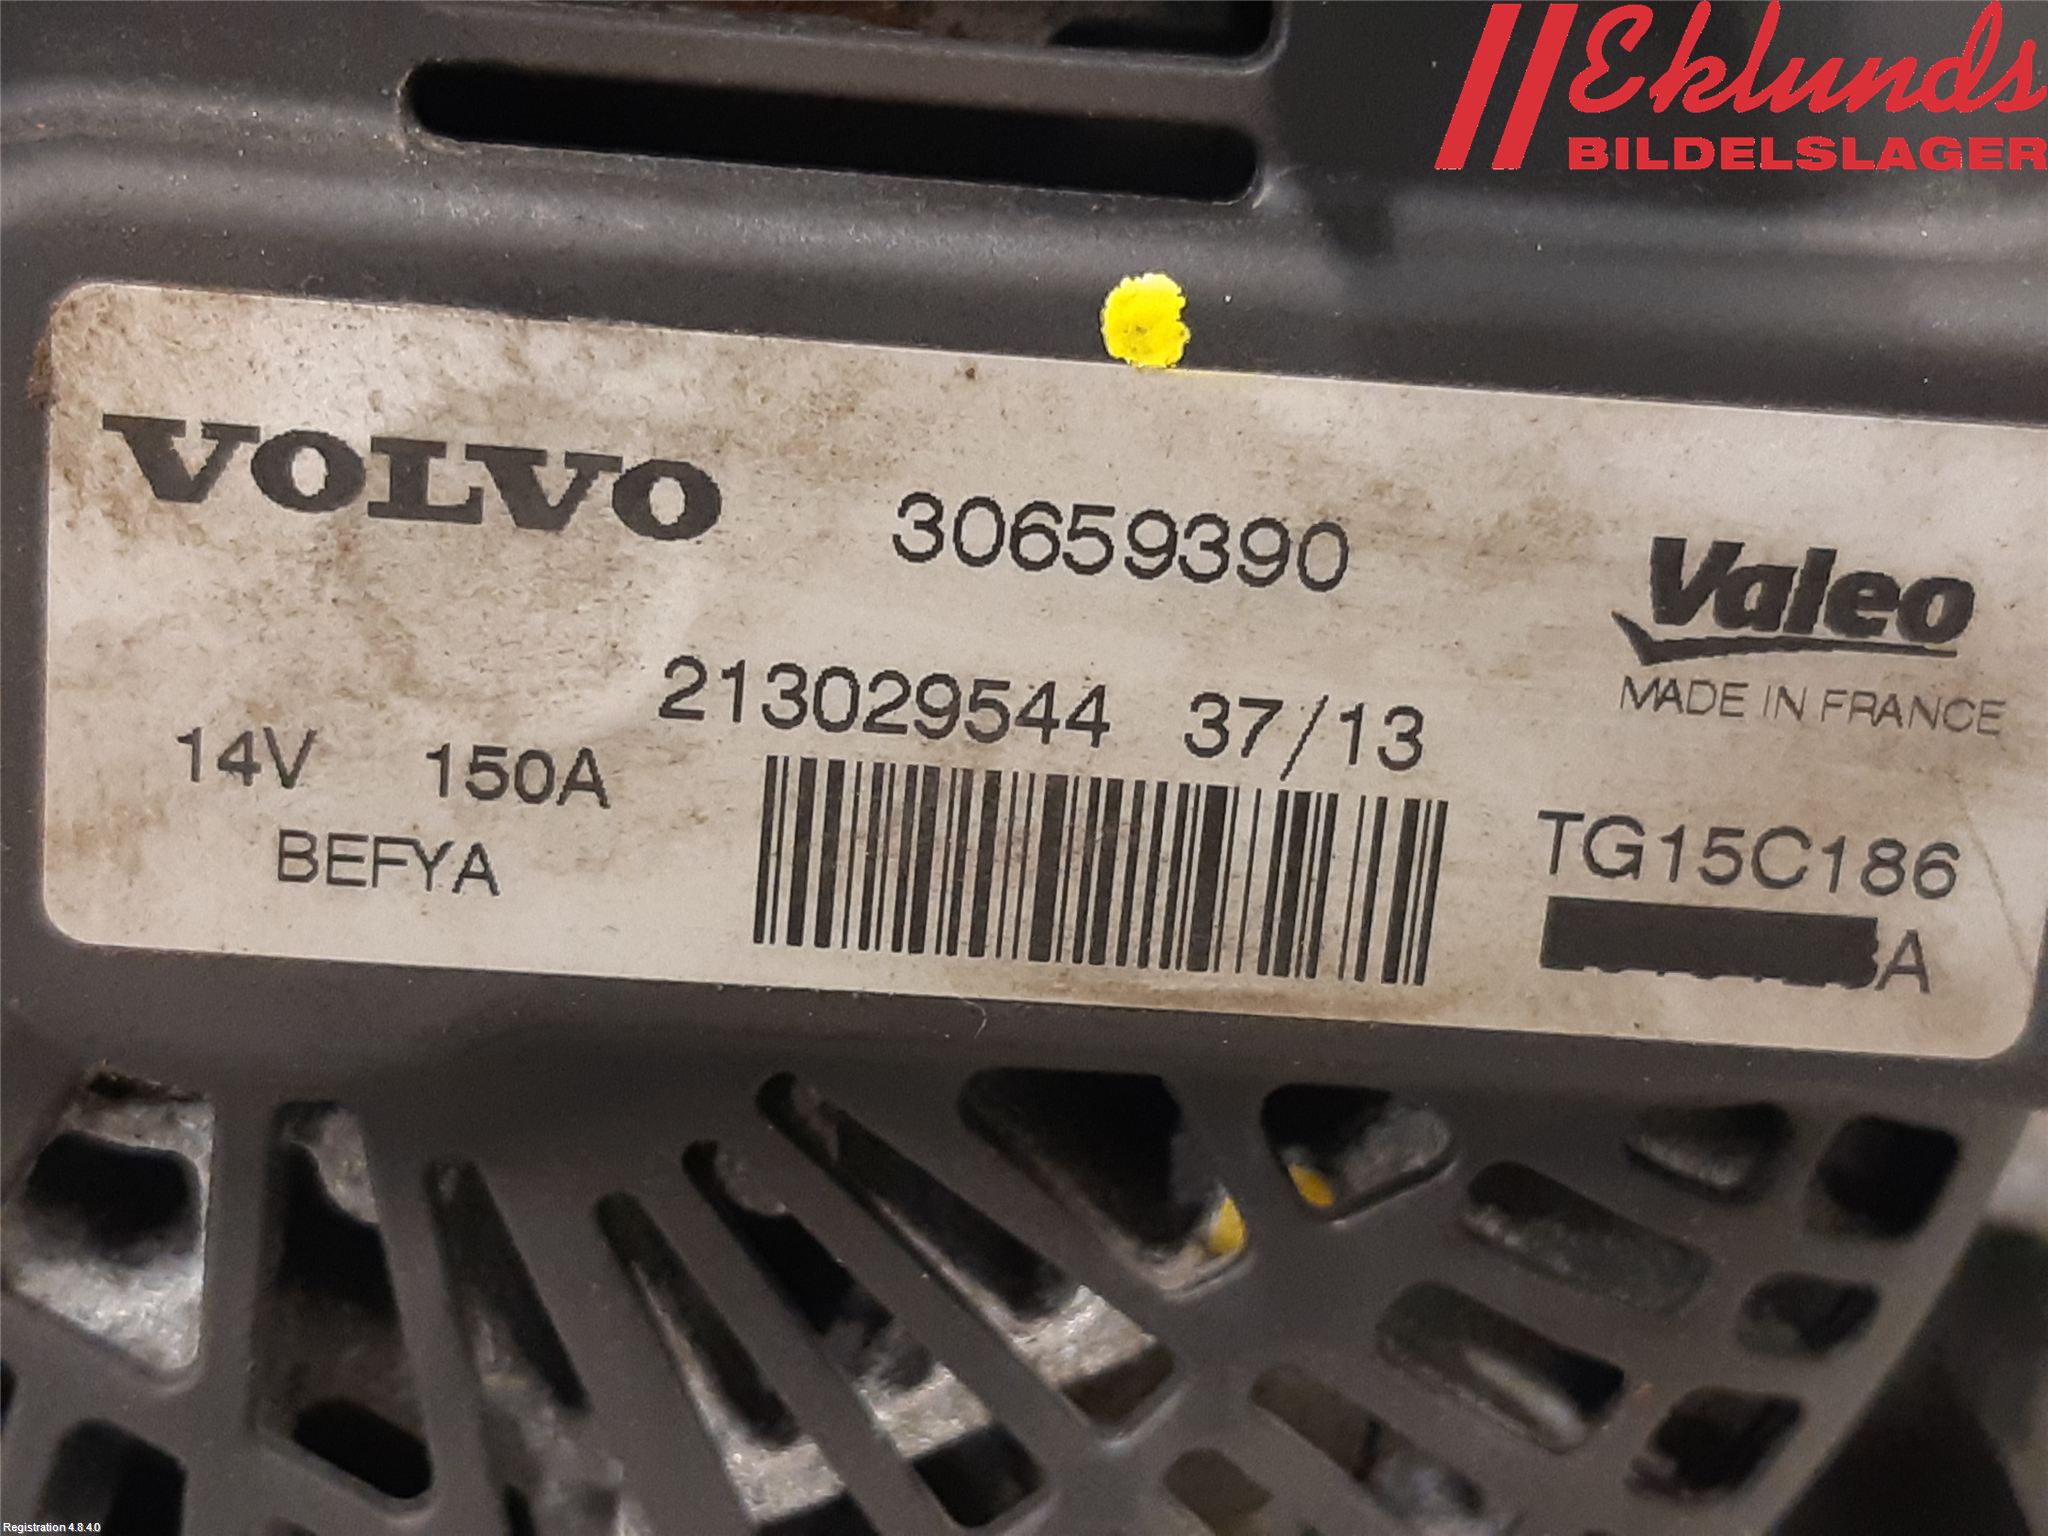 Eklunds
BILDELSLAGER
VOLVO
30659390
Valeo
MADE IN FRANCE
213029544 37/13
14V 150A
BEFYA
TG15C186
Registration 4.8.4.0